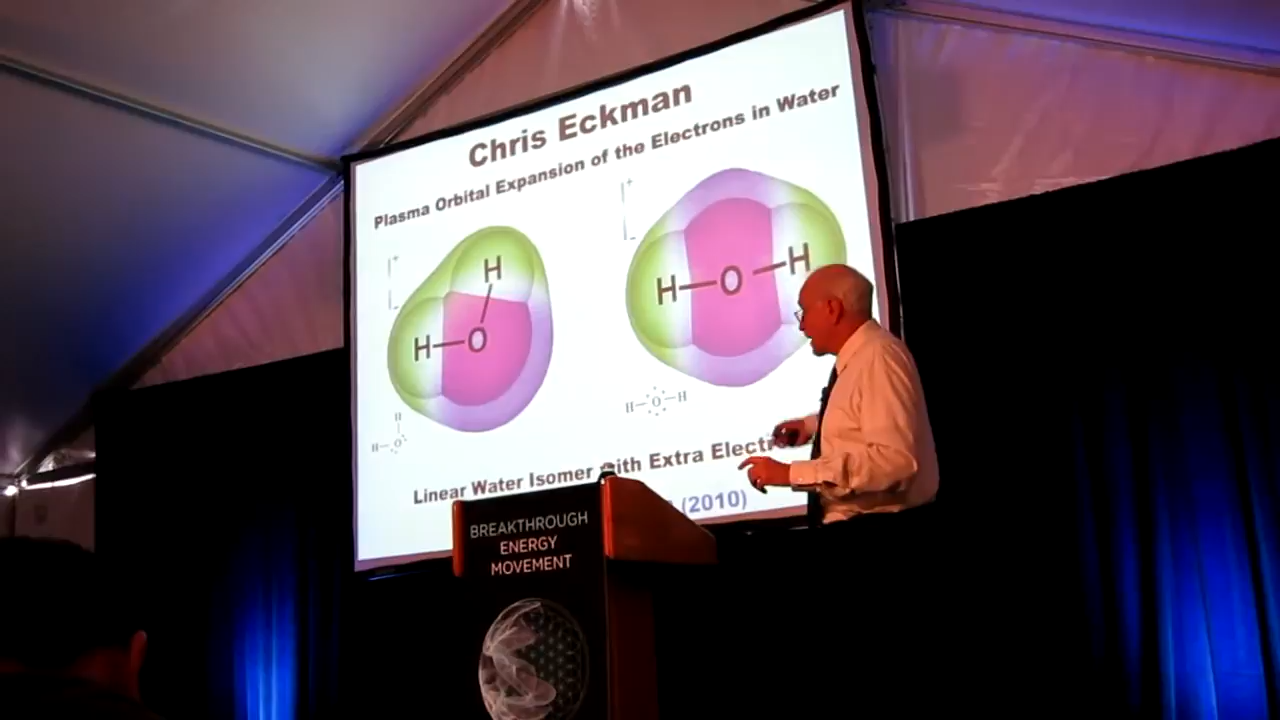 Chris Eckman
Plasma Orbital Expansion of the Electrons in Water
H
H—O
H—O—H
H
H—O
H—O—H
Linear Water Isomer with Extra
(2010)
BREAKTHROUGH
ENERGY
MOVEMENT